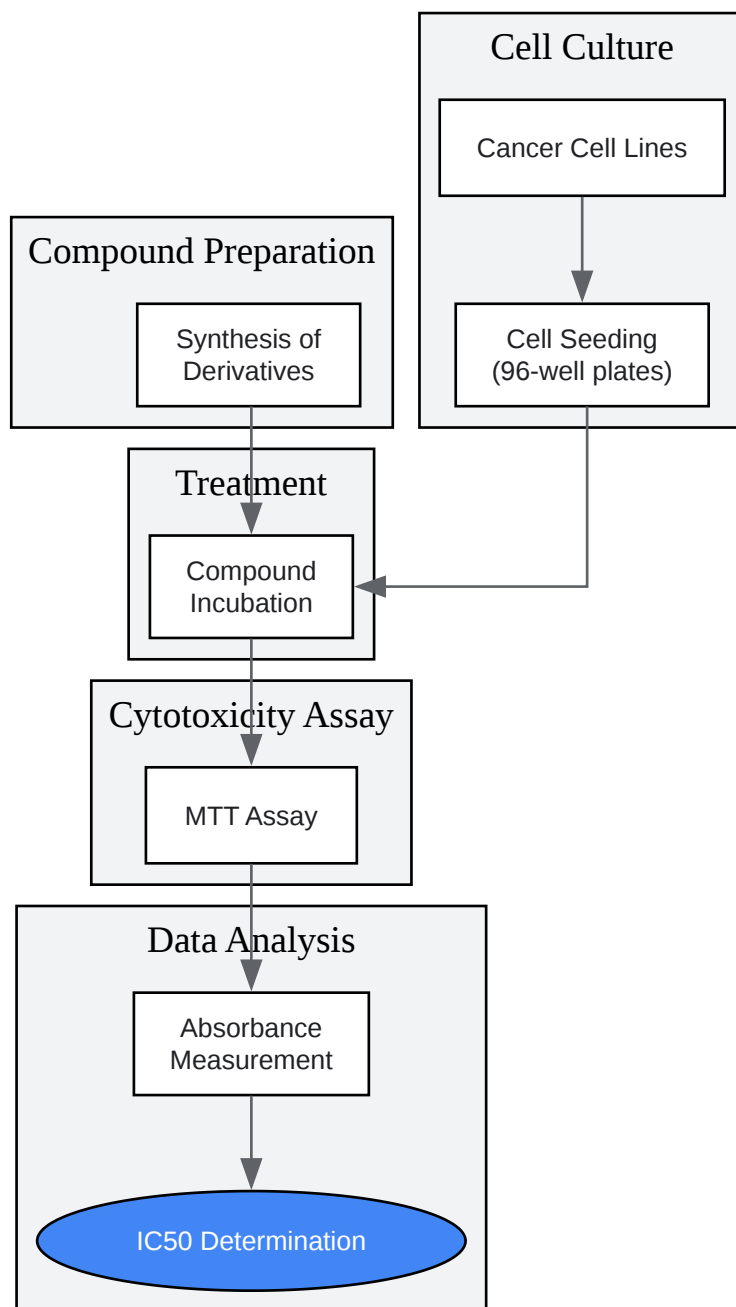 Cell Culture
Cancer Cell Lines
Compound Preparation
Synthesis of
Derivatives
Cell Seeding
(96-well plates)
Treatment
Compound
Incubation
Cytotoxicity Assay
MTT Assay
Data Analysis
Absorbance
Measurement
IC50 Determination